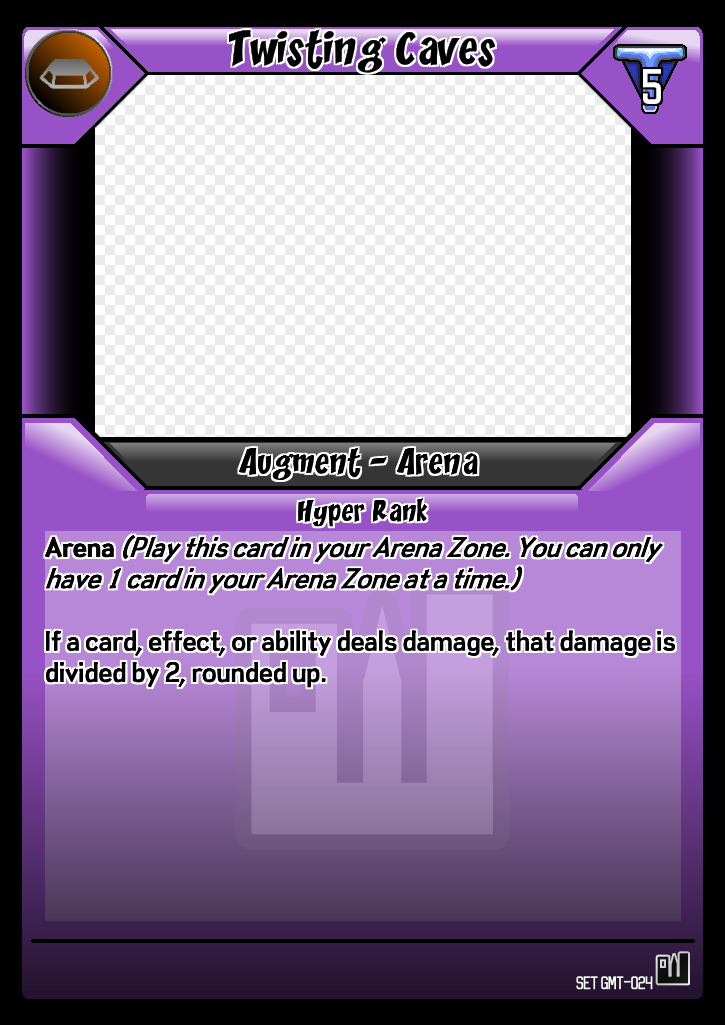 Twisting Caves
5
Augment - Arena
Hyper Rank
Arena (Play this card in your Arena Zone. You can only
have 1 card in your Arena Zone at a time.)
If a card, effect, or ability deals damage, that damage is
divided by 2, rounded up.
SET GMT-024